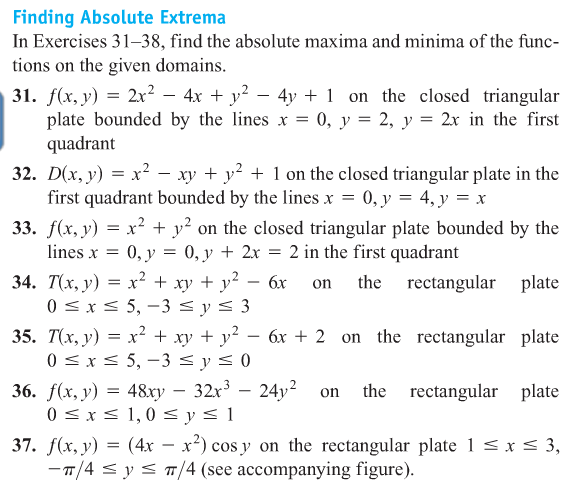 Finding Absolute Extrema
In Exercises 31–38, find the absolute maxima and minima of the func-
tions on the given domains.
31. f(x, y) = 2x² − 4x + y² − 4y + 1 on the closed triangular
plate bounded by the lines x = 0, y = 2, y = 2x in the first
quadrant
32. D(x, y) = x² − xy + y² + 1 on the closed triangular plate in the
first quadrant bounded by the lines x = 0, y = 4, y = x
33. f(x, y) = x² + y² on the closed triangular plate bounded by the
lines x = 0, y = 0, y + 2x = 2 in the first quadrant
34. T(x, y) = x² + xy + y² − 6x on the rectangular plate
0 ≤ x ≤ 5, −3 ≤ y ≤ 3
35. T(x, y) = x² + xy + y² − 6x + 2 on the rectangular plate
0 ≤ x ≤ 5, −3 ≤ y ≤ 0
36. f(x, y) = 48xy − 32x³ − 24y² on the rectangular plate
0 ≤ x ≤ 1, 0 ≤ y ≤ 1
37. f(x, y) = (4x − x²) cos y on the rectangular plate 1 ≤ x ≤ 3,
−π/4 ≤ y ≤ π/4 (see accompanying figure).